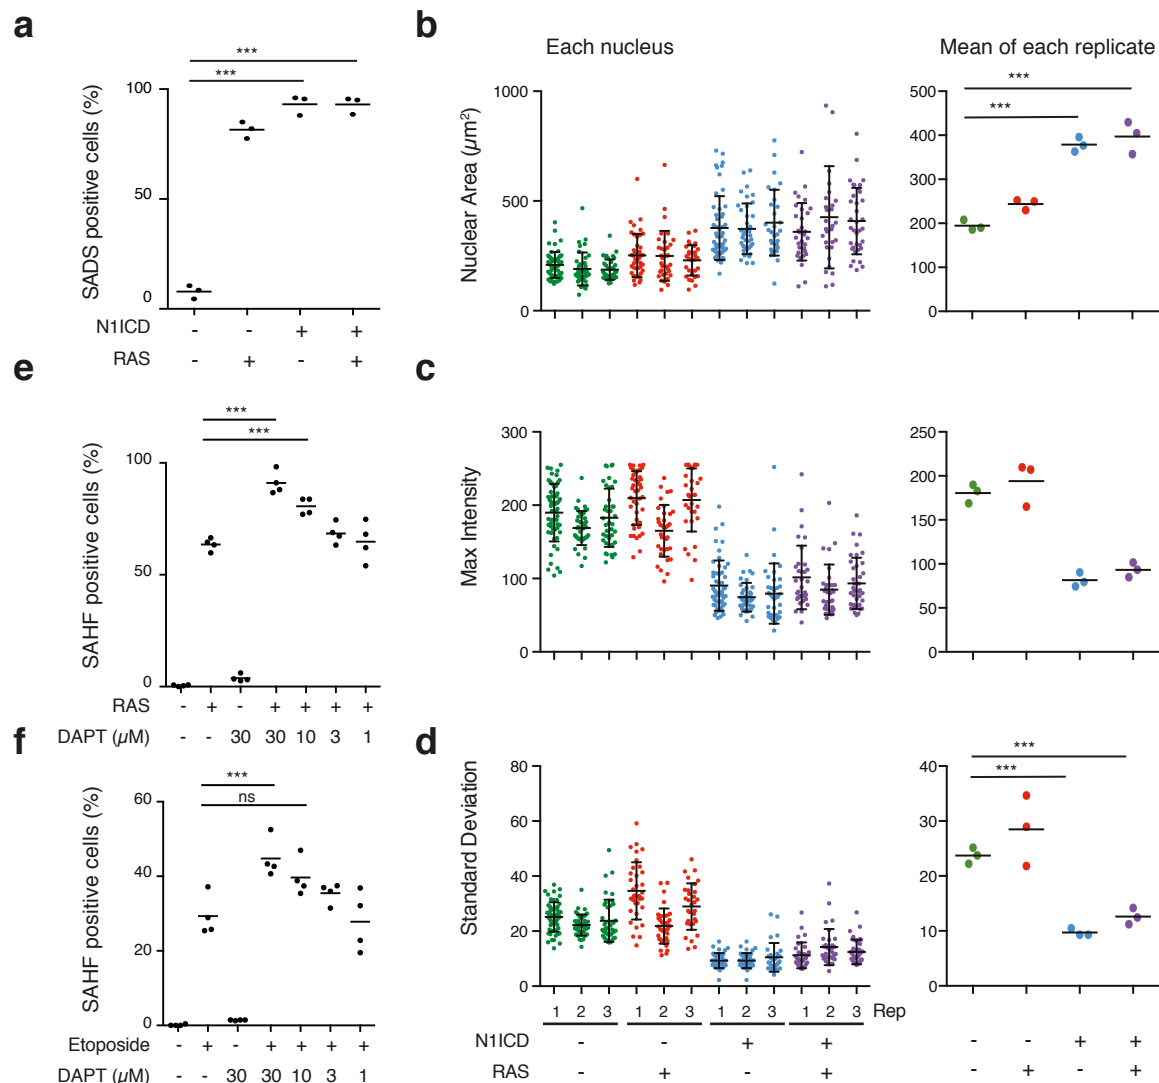 a
SADS positive cells (%)
100
50
0
***
***
N1ICD - - + +
RAS - + - +
b
Each nucleus
Mean of each replicate
Nuclear Area (µm²)
1000
500
0
500
400
300
200
100
0
***
***
e
SAHF positive cells (%)
100
50
0
***
***
RAS - + - + + + +
DAPT (µM) - - 30 30 10 3 1
c
Max Intensity
300
200
100
0
250
200
150
100
50
0
f
SAHF positive cells (%)
60
40
20
0
***
ns
Etoposide - + - + + + +
DAPT (µM) - - 30 30 10 3 1
d
Standard Deviation
80
60
40
20
0
1 2 3 1 2 3 1 2 3 1 2 3 Rep
N1ICD - - + +
RAS - + - +
40
30
20
10
0
***
***
- - + +
- + - +